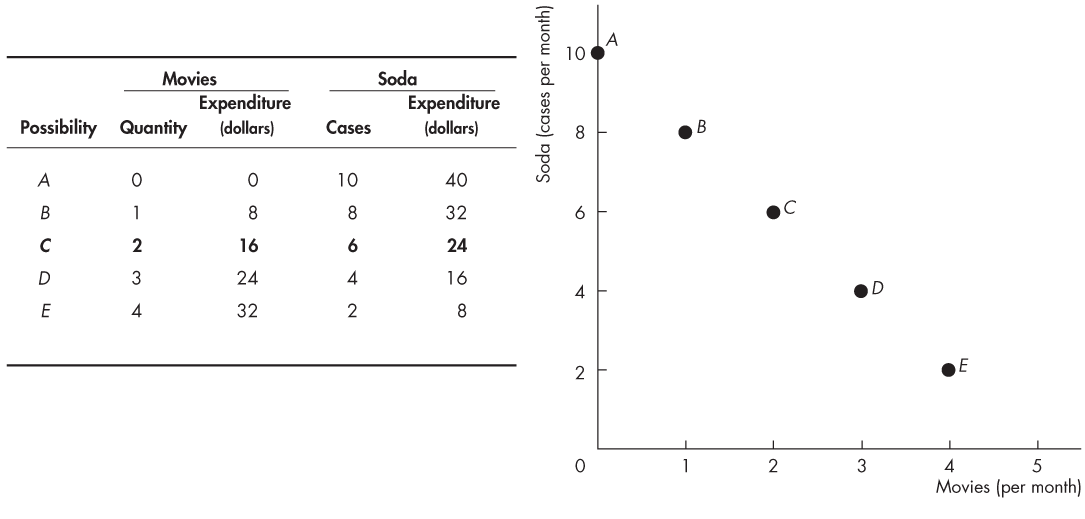 Movies Soda
Expenditure Expenditure
Possibility Quantity (dollars) Cases (dollars)
A 0 0 10 40
B 1 8 8 32
C 2 16 6 24
D 3 24 4 16
E 4 32 2 8
Soda (cases per month)
10 A
8 B
6 C
4 D
2 E
0 1 2 3 4 5
Movies (per month)